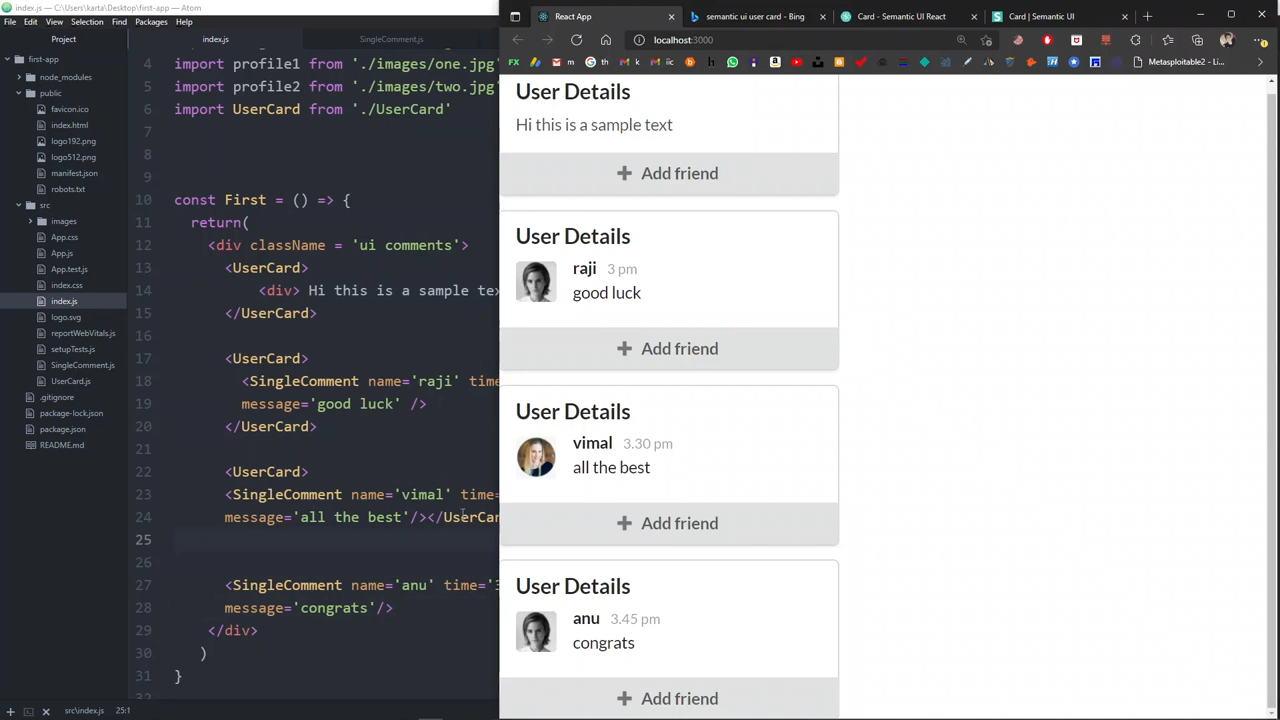 index.js — C:\Users\karta\Desktop\first-app — Atom
File Edit View Selection Find Packages Help
Project
index.js
SingleComment.js
first-app
node_modules
public
favicon.ico
index.html
logo192.png
logo512.png
manifest.json
robots.txt
src
images
App.css
App.js
App.test.js
index.css
index.js
logo.svg
reportWebVitals.js
setupTests.js
SingleComment.js
UserCard.js
.gitignore
package-lock.json
package.json
README.md
4 import profile1 from './images/one.jpg'
5 import profile2 from './images/two.jpg'
6 import UserCard from './UserCard'
7
8
9
10 const First = () => {
11 return(
12 <div className = 'ui comments'>
13 <UserCard>
14 <div> Hi this is a sample tex
15 </UserCard>
16
17 <UserCard>
18 <SingleComment name='raji' time
19 message='good luck' />
20 </UserCard>
21
22 <UserCard>
23 <SingleComment name='vimal' time=
24 message='all the best'/></UserCar
25
26
27 <SingleComment name='anu' time='3
28 message='congrats'/>
29 </div>
30 )
31 }
32
src\index.js 25:1
React App
semantic ui user card - Bing
Card - Semantic UI React
Card | Semantic UI
localhost:3000
FX
m
th
k
iic
h
Metasploitable2 - Li...
User Details
Hi this is a sample text
Add friend
User Details
raji 3 pm
good luck
Add friend
User Details
vimal 3.30 pm
all the best
Add friend
User Details
anu 3.45 pm
congrats
Add friend